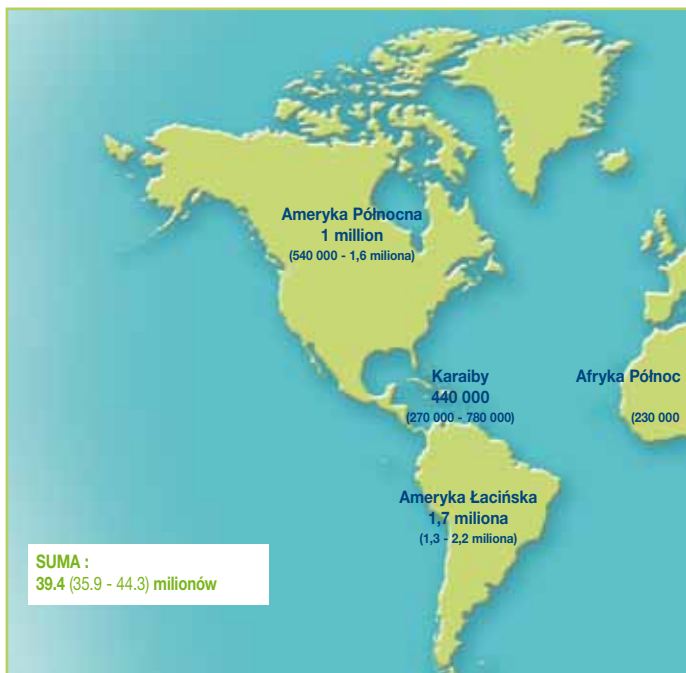 Ameryka Północna
1 million
(540 000 - 1,6 miliona)
Karaiby
440 000
(270 000 - 780 000)
Afryka Północ
(230 000
Ameryka Łacińska
1,7 miliona
(1,3 - 2,2 miliona)
SUMA :
39.4 (35.9 - 44.3) milionów